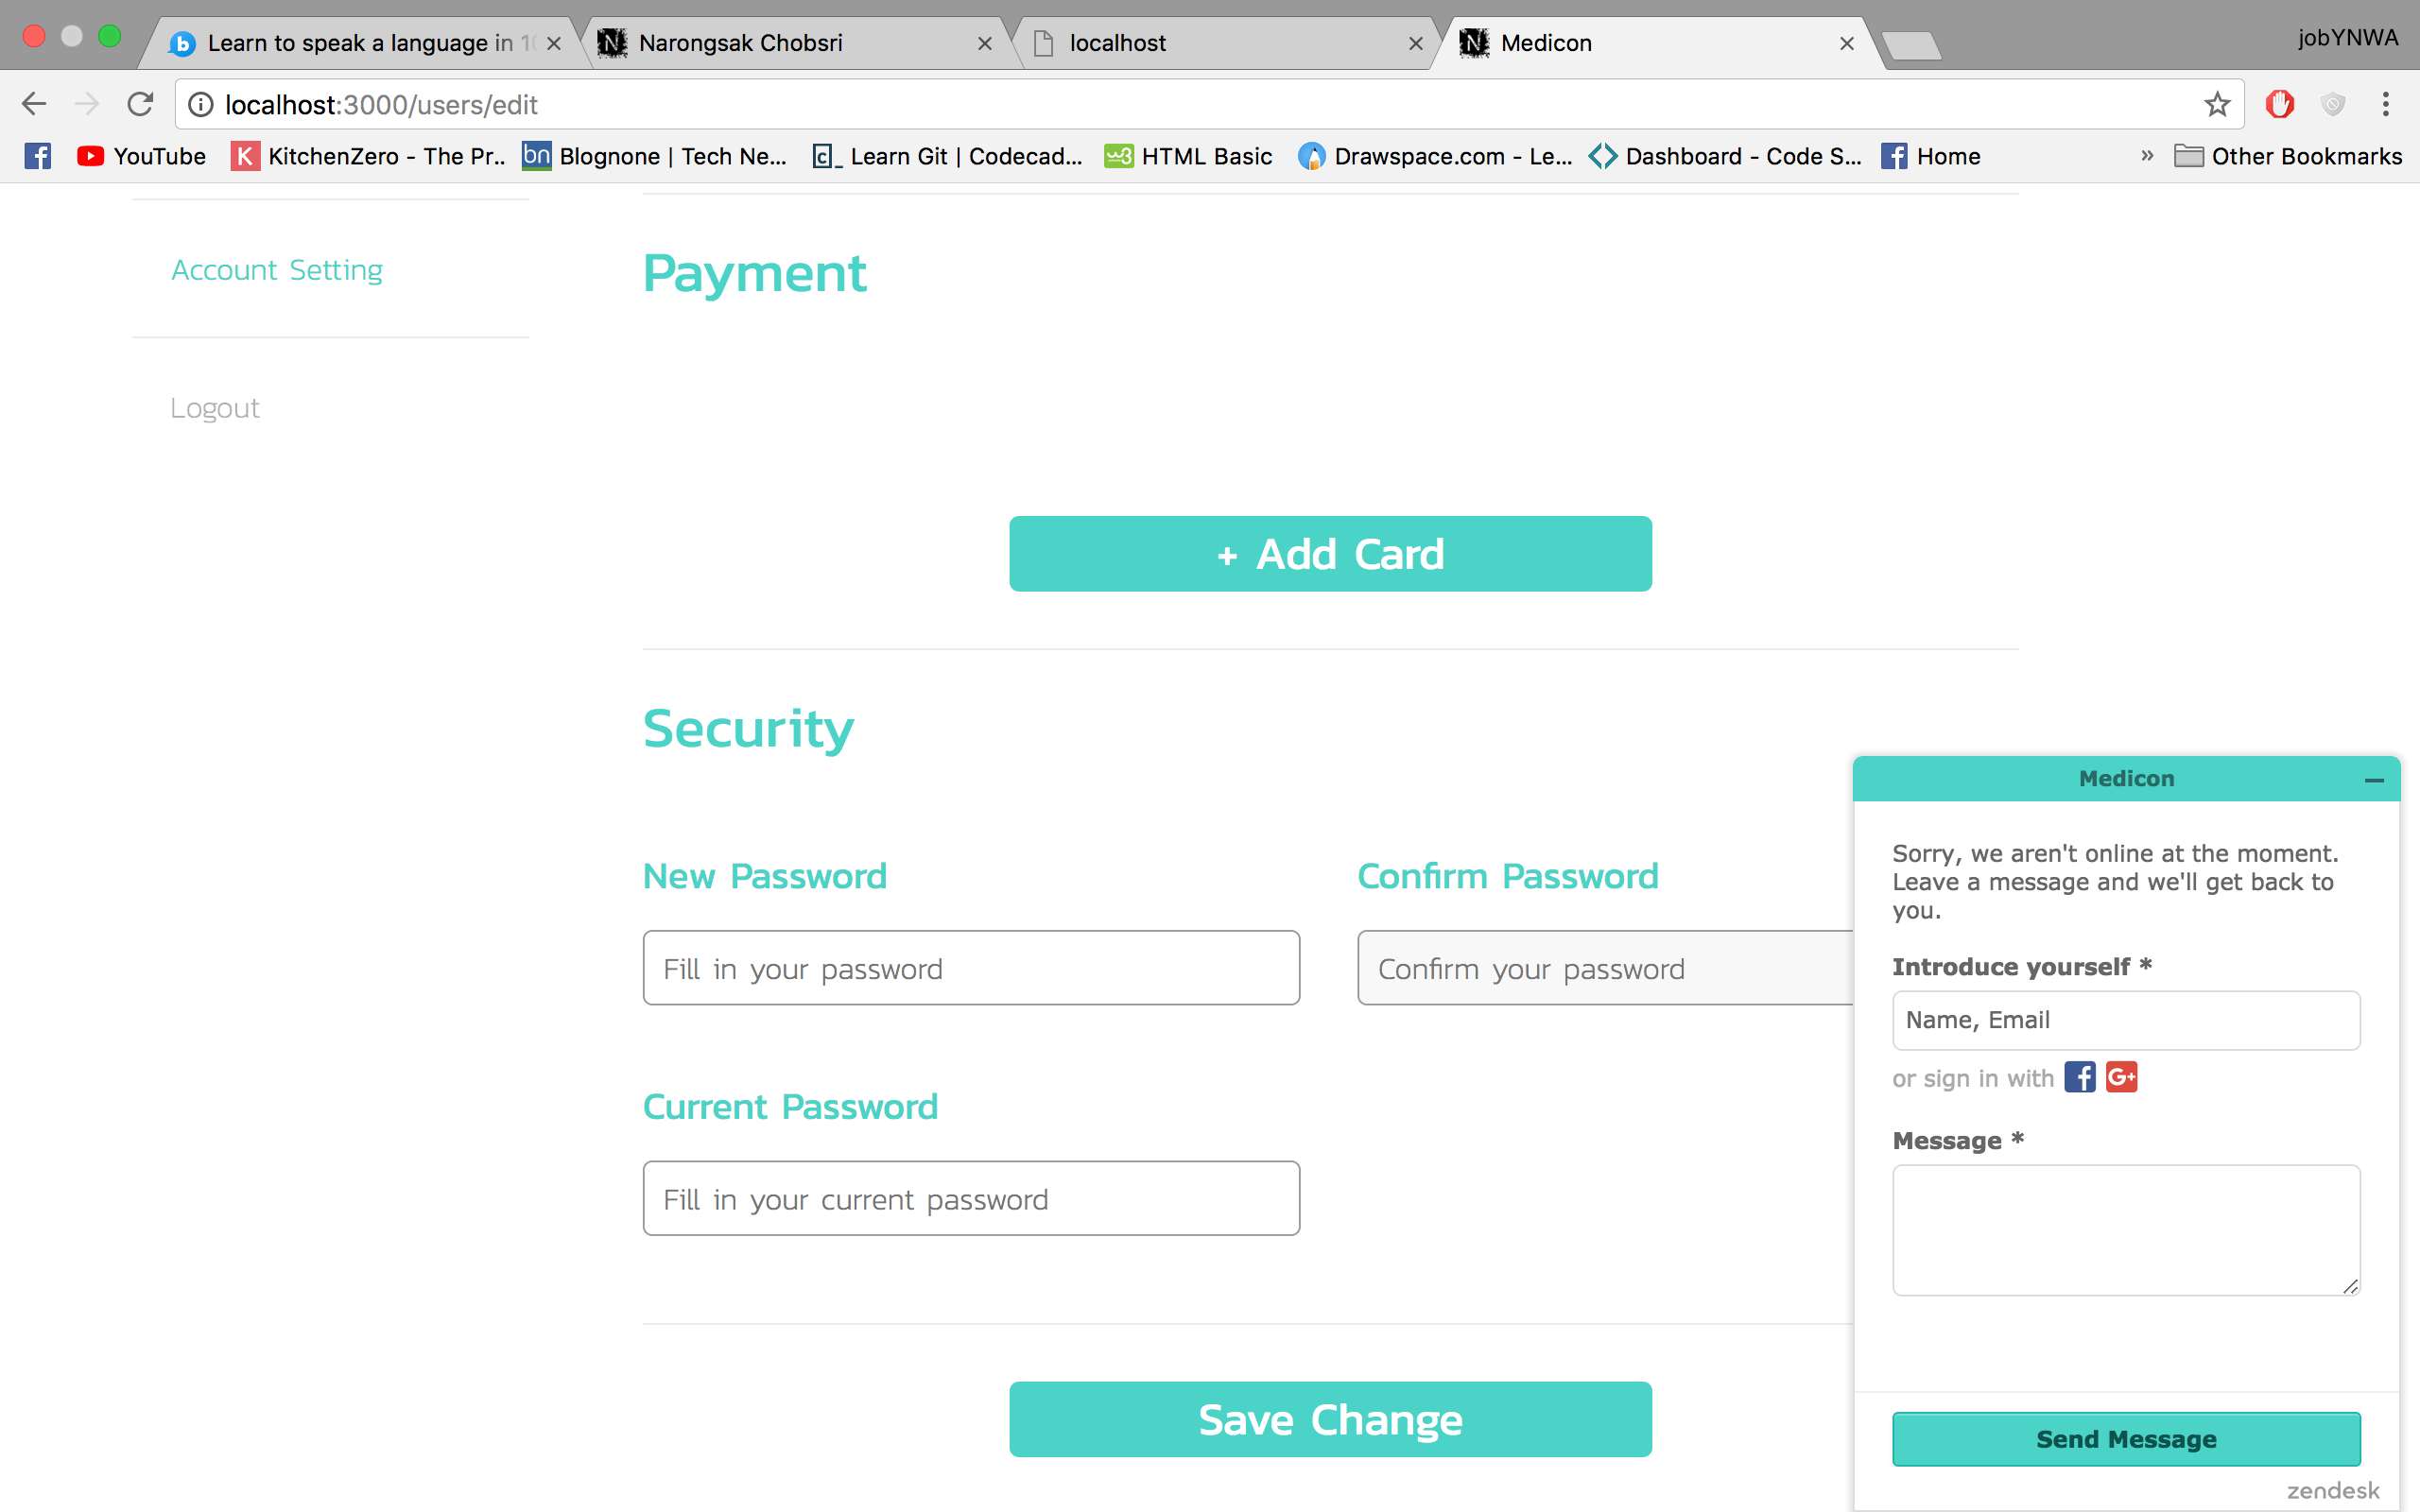 Learn to speak a language in 10
Narongsak Chobsri
localhost
Medicon
jobYNWA
localhost:3000/users/edit
YouTube
KitchenZero - The Pr..
bn Blognone | Tech Ne...
Learn Git | Codecad...
w3 HTML Basic
Drawspace.com - Le...
Dashboard - Code S...
Home
» Other Bookmarks
Account Setting
Logout
Payment
+ Add Card
Security
New Password
Confirm Password
Fill in your password
Confirm your password
Current Password
Fill in your current password
Save Change
Medicon
Sorry, we aren't online at the moment.
Leave a message and we'll get back to
you.
Introduce yourself *
Name, Email
or sign in with
Message *
Send Message
zendesk